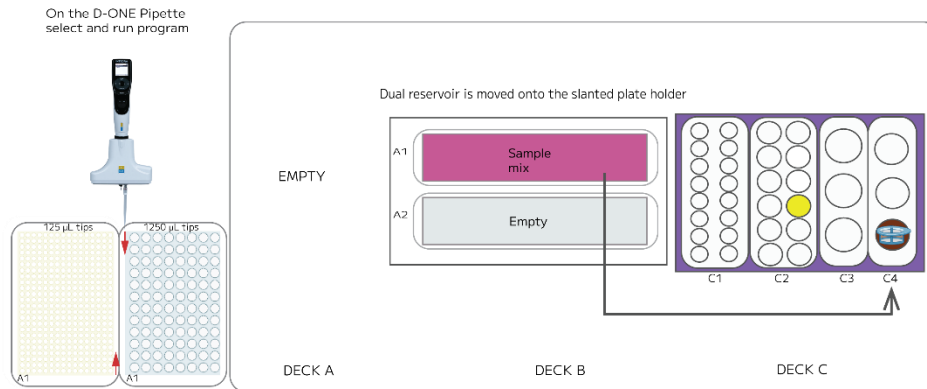 On the D-ONE Pipette
select and run program
Dual reservoir is moved onto the slanted plate holder
A1
Sample
mix
EMPTY
A2
Empty
125 µL tips
1250 µL tips
C1
C2
C3
C4
A1
A1
DECK A
DECK B
DECK C